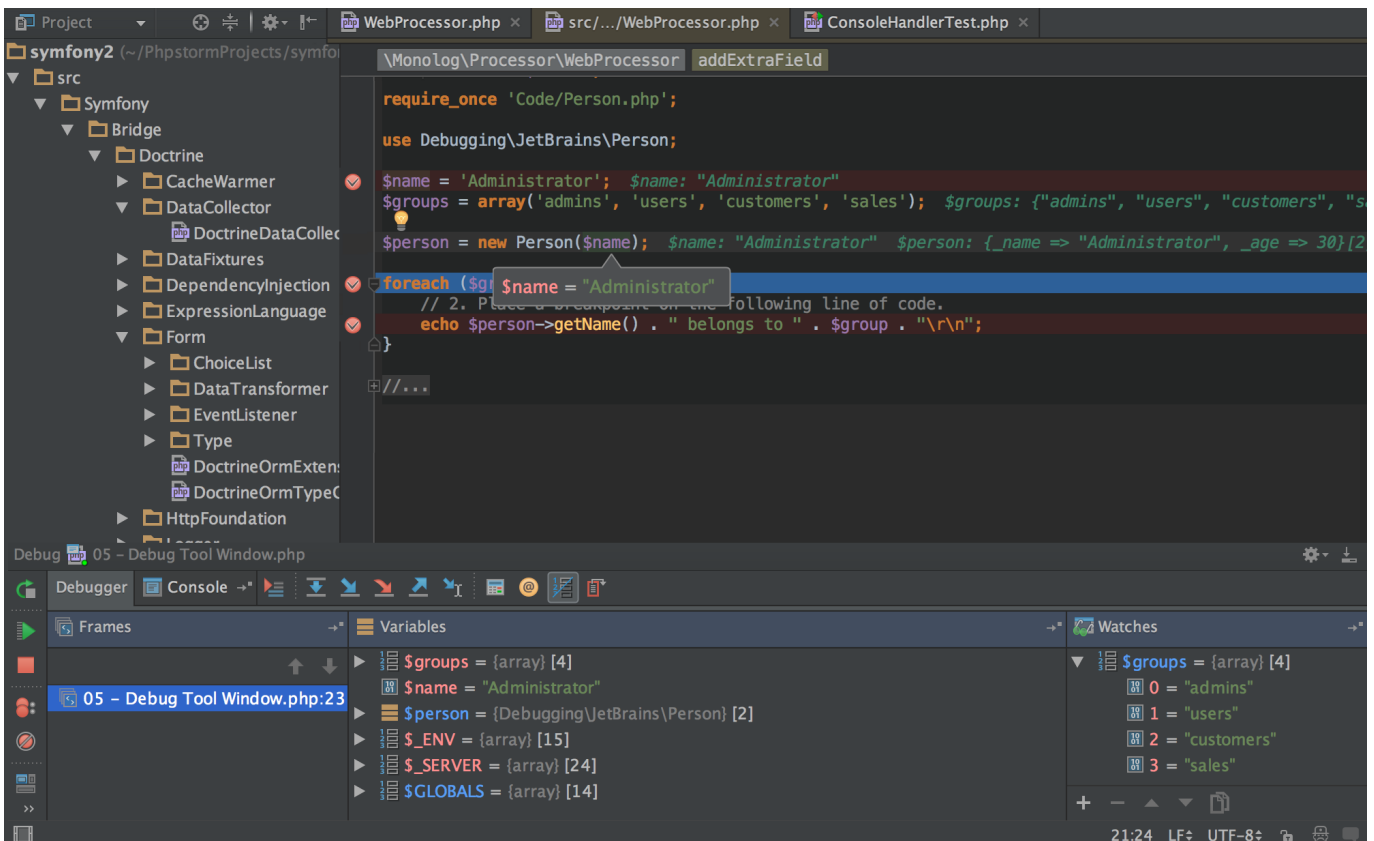 Project
WebProcessor.php
src/.../WebProcessor.php
ConsoleHandlerTest.php
symfony2 (~/PhpstormProjects/symfo
src
Symfony
Bridge
Doctrine
CacheWarmer
DataCollector
DoctrineDataCollec
DataFixtures
DependencyInjection
ExpressionLanguage
Form
ChoiceList
DataTransformer
EventListener
Type
DoctrineOrmExten
DoctrineOrmType
HttpFoundation
\Monolog\Processor\WebProcessor addExtraField
require_once 'Code/Person.php';
use Debugging\JetBrains\Person;
$name = 'Administrator'; $name: "Administrator"
$groups = array('admins', 'users', 'customers', 'sales'); $groups: {"admins", "users", "customers", "sa
$person = new Person($name); $name: "Administrator" $person: {_name => "Administrator", _age => 30}[2
foreach ($g
$name = "Administrator"
// 2. Pl on the following line of code.
echo $person->getName() . " belongs to " . $group . "\r\n";
}
//...
Debug 05 – Debug Tool Window.php
Debugger Console
Frames
05 – Debug Tool Window.php:23
Variables
$groups = {array} [4]
$name = "Administrator"
$person = {Debugging\JetBrains\Person} [2]
$_ENV = {array} [15]
$_SERVER = {array} [24]
$GLOBALS = {array} [14]
Watches
$groups = {array} [4]
0 = "admins"
1 = "users"
2 = "customers"
3 = "sales"
21:24 LF UTF-8